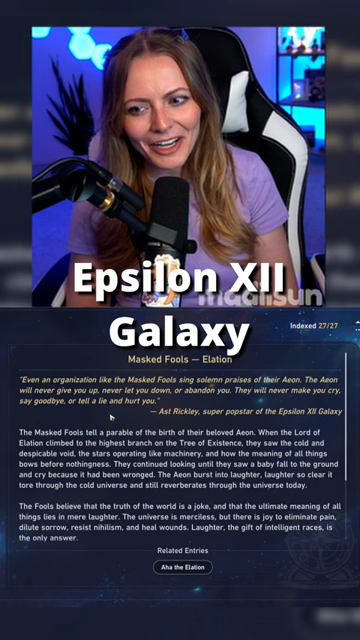 Epsilon XII
madisun
Galaxy
Indexed 27/27
Masked Fools — Elation
"Even an organization like the Masked Fools sing solemn praises of their Aeon. The Aeon
will never give you up, never let you down, or abandon you. They will never make you cry,
say goodbye, or tell a lie and hurt you."
— Ast Rickley, super popstar of the Epsilon XII Galaxy
The Masked Fools tell a parable of the birth of their beloved Aeon. When the Lord of
Elation climbed to the highest branch on the Tree of Existence, they saw the cold and
despicable void, the stars operating like machinery, and how the meaning of all things
bows before nothingness. They continued looking until they saw a baby fall to the ground
and cry because it had been wronged. The Aeon burst into laughter, laughter so clear it
tore through the cold universe and still reverberates through the universe today.
The Fools believe that the truth of the world is a joke, and that the ultimate meaning of all
things lies in mere laughter. The universe is merciless, but there is joy to eliminate pain,
dilute sorrow, resist nihilism, and heal wounds. Laughter, the gift of intelligent races, is
the only answer.
Related Entries
Aha the Elation